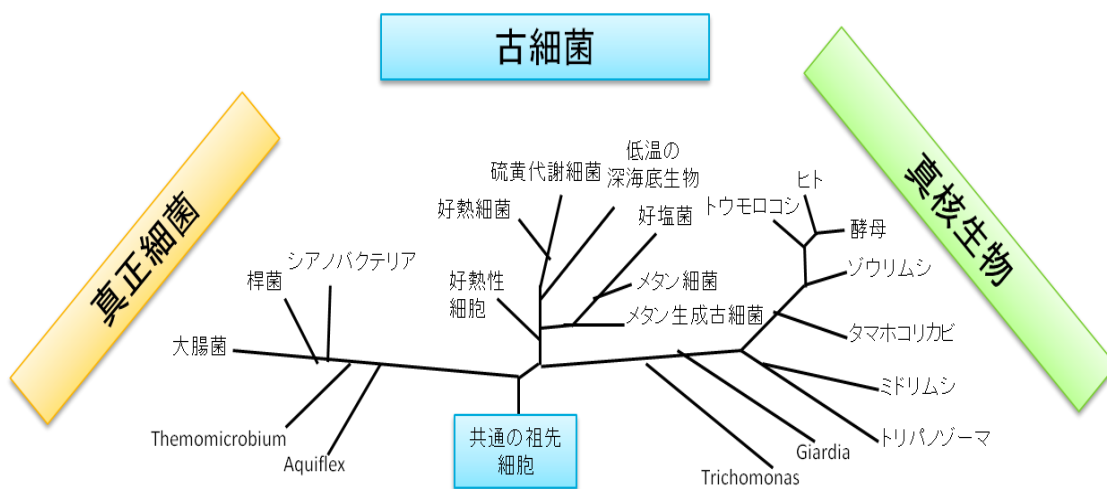 古細菌
真正細菌
真核生物
硫黄代謝細菌
低温の
深海底生物
好熱細菌
好塩菌
ヒト
トウモロコシ
酵母
シアノバクテリア
桿菌
好熱性
細胞
メタン細菌
ゾウリムシ
メタン生成古細菌
タマホコリカビ
大腸菌
ミドリムシ
Themomicrobium
Aquiflex
共通の祖先
細胞
トリパノゾーマ
Giardia
Trichomonas